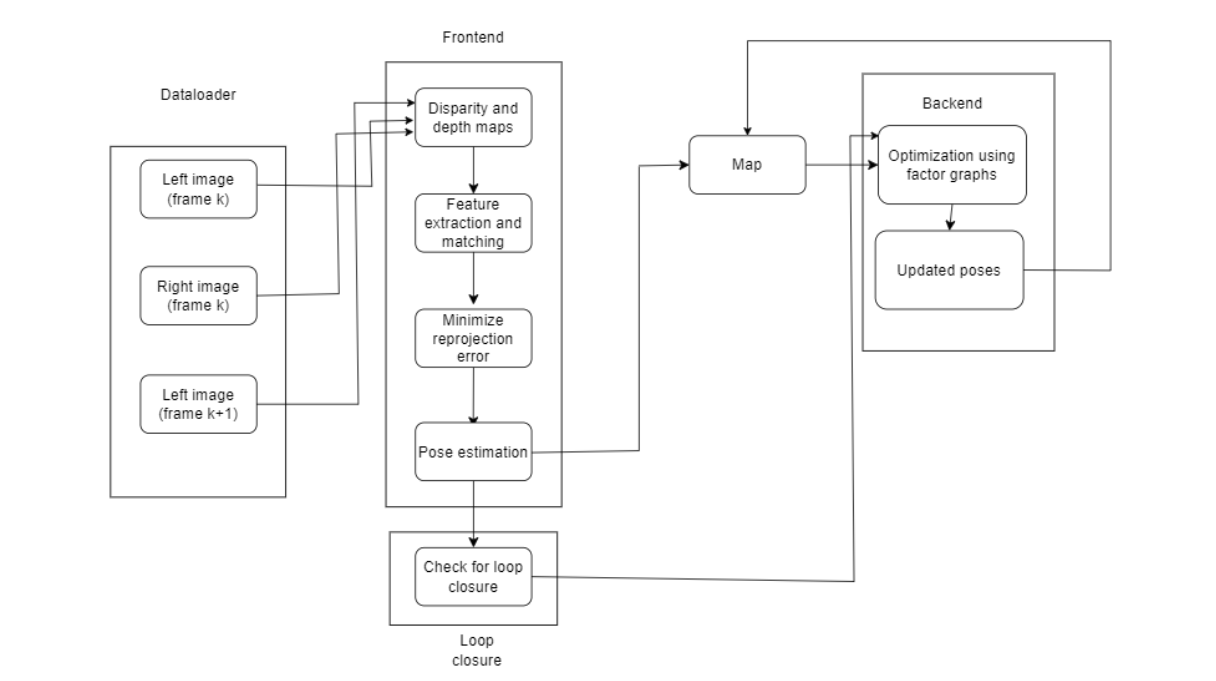 Dataloader
Left image
(frame k)
Right image
(frame k)
Left image
(frame k+1)
Frontend
Disparity and
depth maps
Feature
extraction and
matching
Minimize
reprojection
error
Pose estimation
Check for loop
closure
Loop
closure
Map
Backend
Optimization using
factor graphs
Updated poses